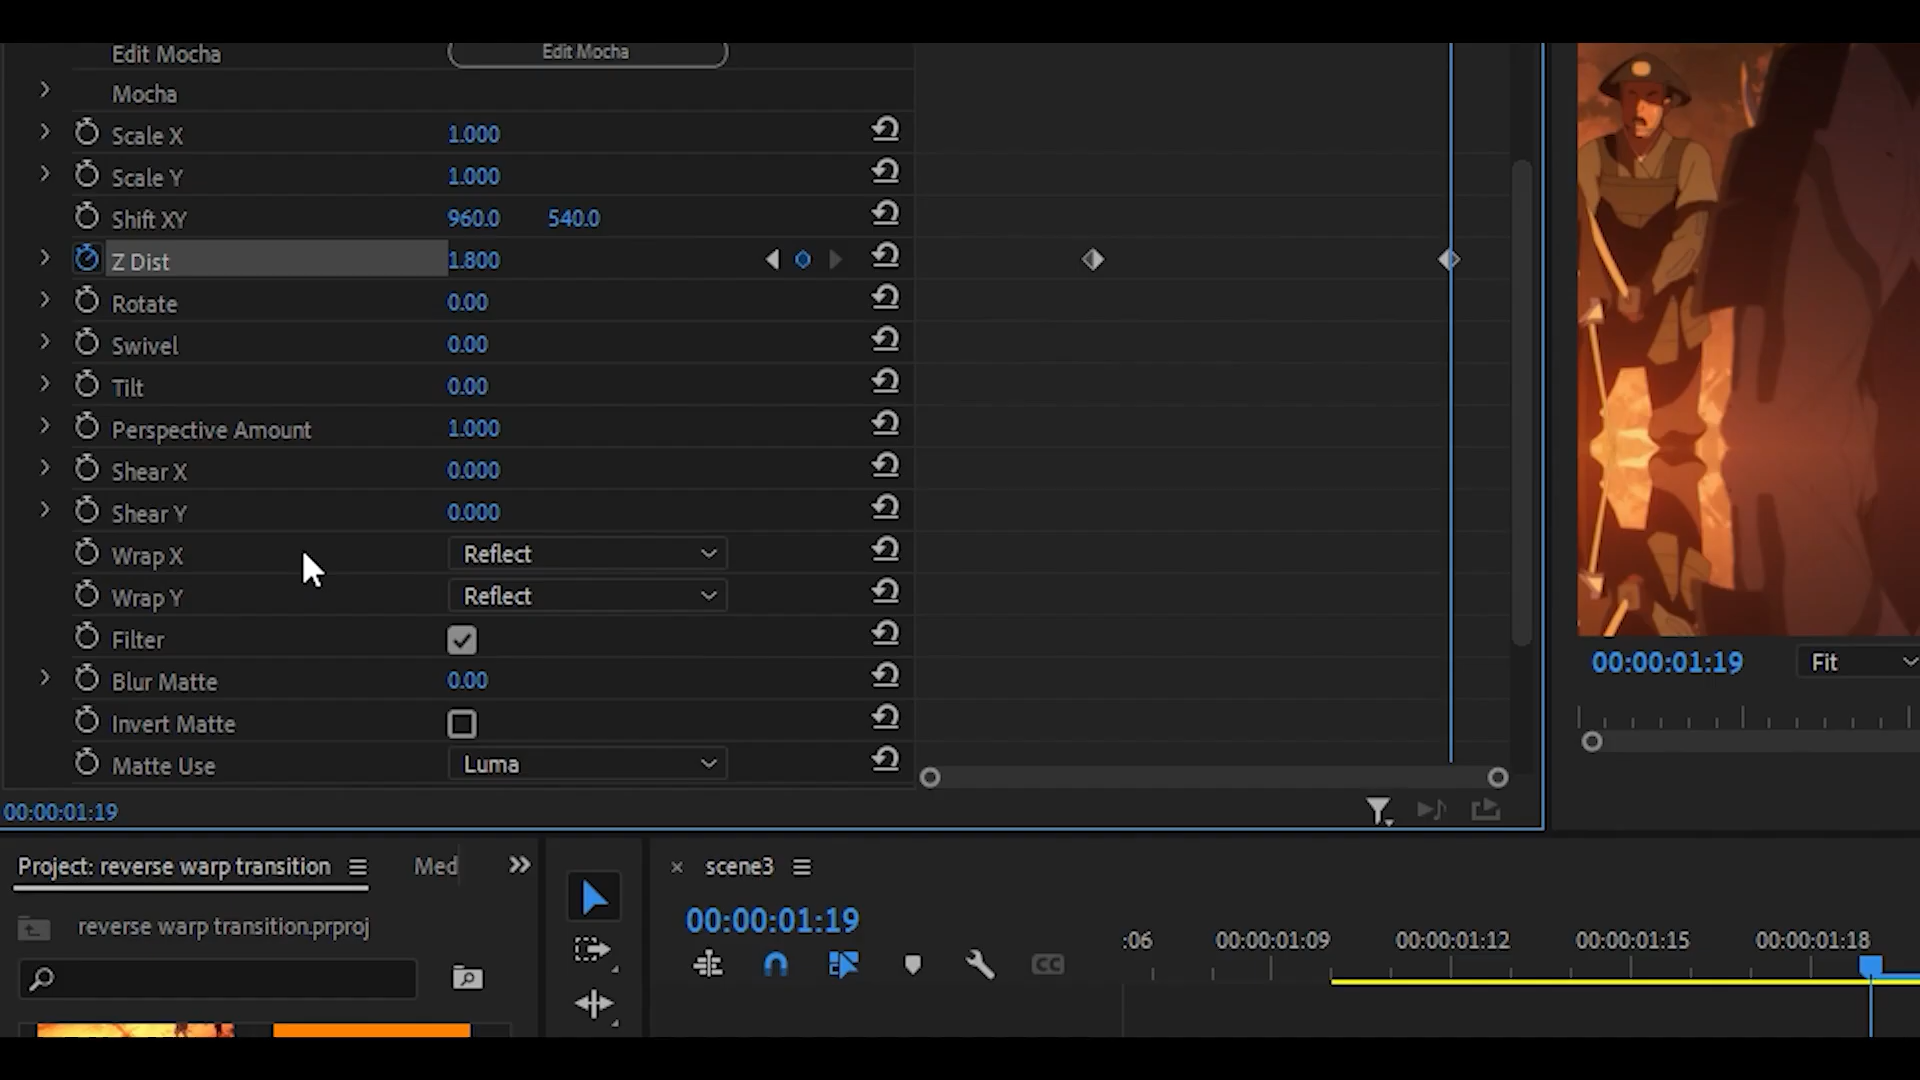 Edit Mocha Edit Mocha
Mocha
Scale X 1.000
Scale Y 1.000
Shift XY 960.0 540.0
Z Dist 1.800
Rotate 0.00
Swivel 0.00
Tilt 0.00
Perspective Amount 1.000
Shear X 0.000
Shear Y 0.000
Wrap X Reflect
Wrap Y Reflect
Filter
Blur Matte 0.00
Invert Matte
Matte Use Luma
00:00:01:19
00:00:01:19 Fit
Project: reverse warp transition Med
reverse warp transition.prproj
scene3
00:00:01:19
:06 00:00:01:09 00:00:01:12 00:00:01:15 00:00:01:18
CC